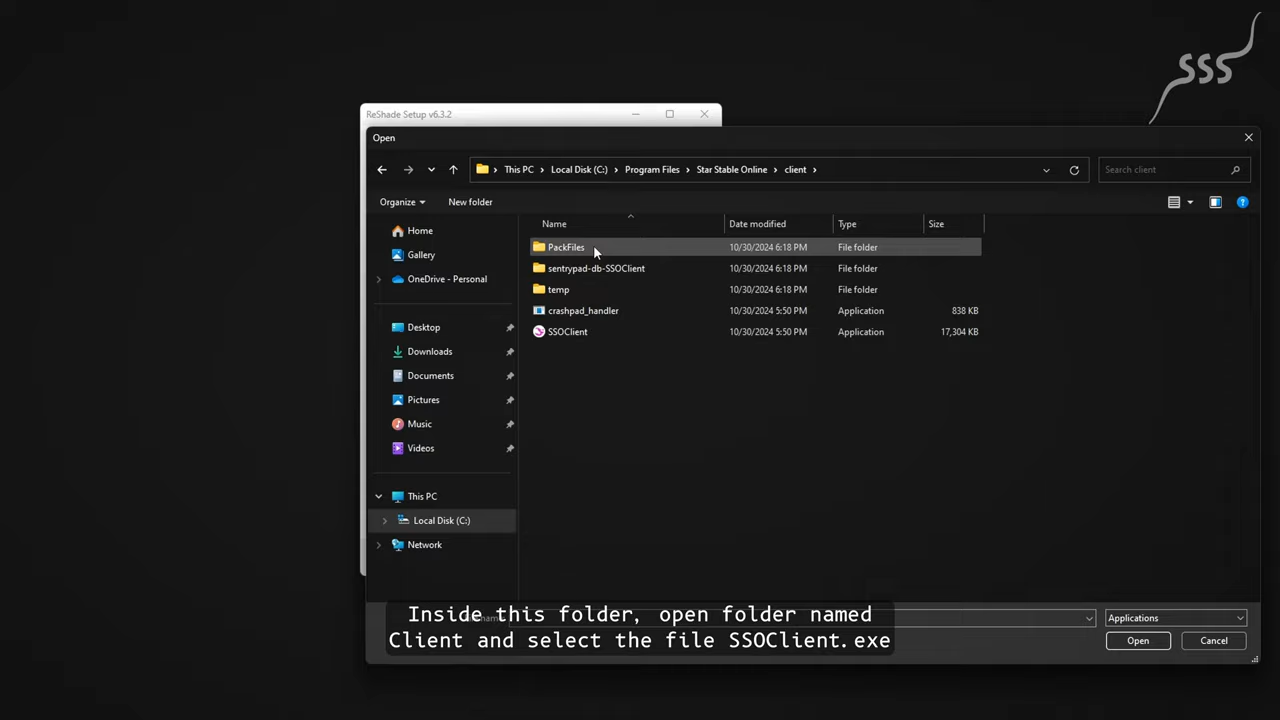 SSS
ReShade Setup v6.3.2
Open
This PC Local Disk (C:) Program Files Star Stable Online client
Search client
Organize New folder
Name Date modified Type Size
Home
Gallery
OneDrive - Personal
Desktop
Downloads
Documents
Pictures
Music
Videos
This PC
Local Disk (C:)
Network
PackFiles 10/30/2024 6:18 PM File folder
sentrypad-db-SSOClient 10/30/2024 6:18 PM File folder
temp 10/30/2024 6:18 PM File folder
crashpad_handler 10/30/2024 5:50 PM Application 838 KB
SSOClient 10/30/2024 5:50 PM Application 17,304 KB
Inside this folder, open folder named
Client and select the file SSOClient.exe
Applications
Open Cancel